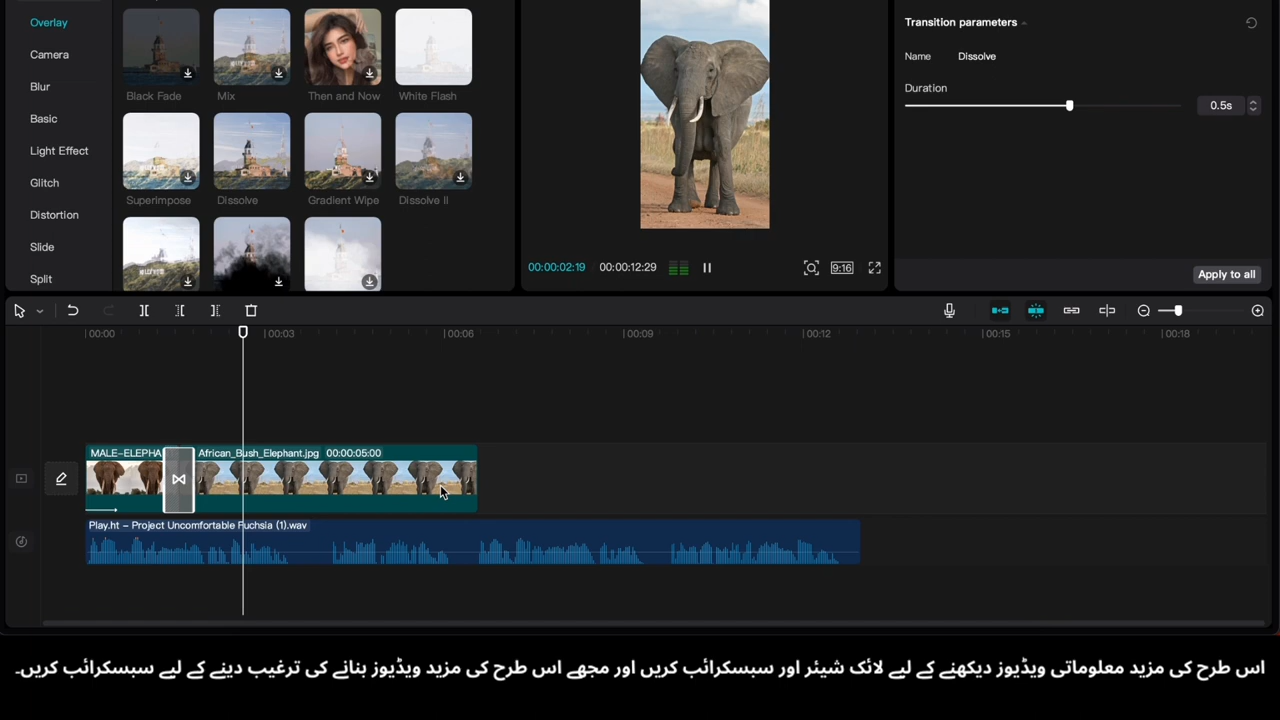 Overlay
Camera
Blur
Basic
Light Effect
Glitch
Distortion
Slide
Split
Black Fade
Mix
Then and Now
White Flash
Superimpose
Dissolve
Gradient Wipe
Dissolve II
00:00:02:19
00:00:12:29
9:16
Transition parameters
Name Dissolve
Duration
0.5s
Apply to all
00:00
00:03
00:06
00:09
00:12
00:15
00:18
MALE-ELEPHA
African_Bush_Elephant.jpg 00:00:05:00
Play.ht – Project Uncomfortable Fuchsia (1).wav
اس طرح کی مزید معلوماتی ویڈیوز دیکھنے کے لیے لائک شیئر اور سبسکرائب کریں اور مجھے اس طرح کی مزید ویڈیوز بنانے کی ترغیب دینے کے لیے سبسکرائب کریں۔